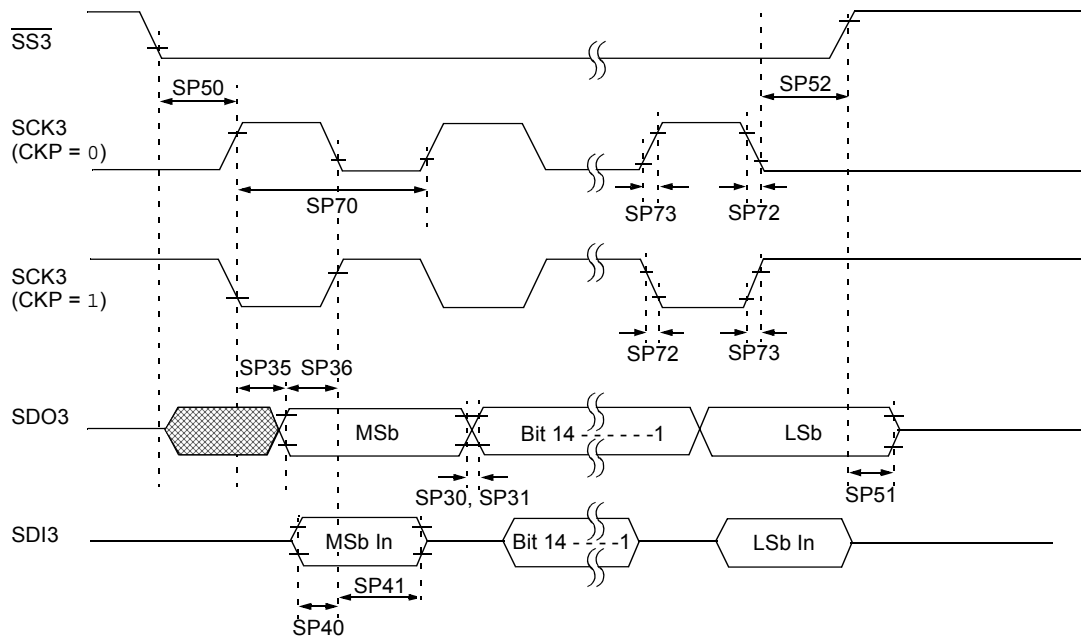 SS3
SP50
SP52
SCK3
(CKP = 0)
SP70
SP73
SP72
SCK3
(CKP = 1)
SP72
SP73
SP35
SP36
SDO3
MSb
Bit 14 - - - - - -1
LSb
SP30, SP31
SP51
SDI3
MSb In
Bit 14 - - - -1
LSb In
SP41
SP40